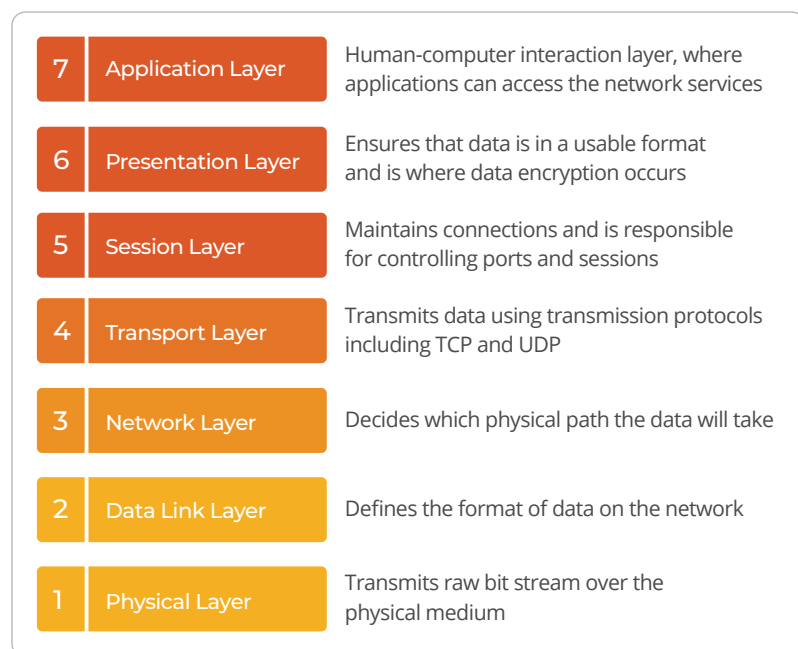 7 Application Layer
Human-computer interaction layer, where
applications can access the network services
6 Presentation Layer
Ensures that data is in a usable format
and is where data encryption occurs
5 Session Layer
Maintains connections and is responsible
for controlling ports and sessions
4 Transport Layer
Transmits data using transmission protocols
including TCP and UDP
3 Network Layer
Decides which physical path the data will take
2 Data Link Layer
Defines the format of data on the network
1 Physical Layer
Transmits raw bit stream over the
physical medium